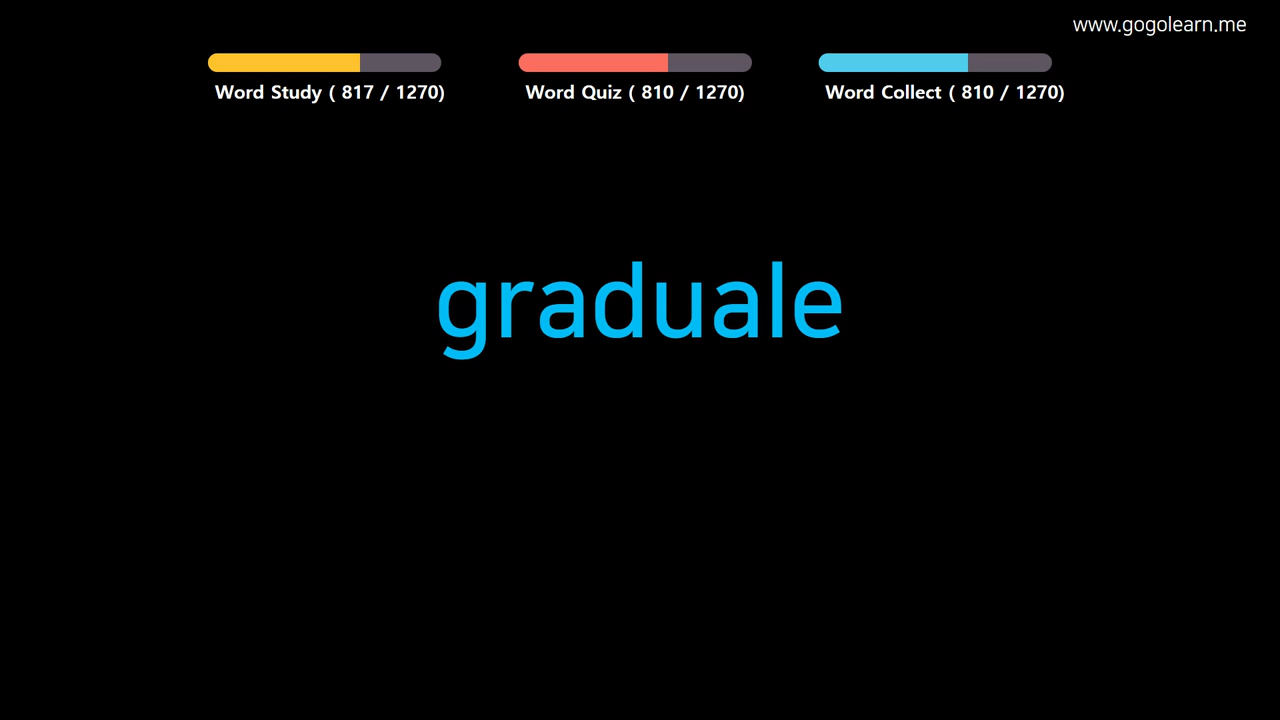 www.gogolearn.me
Word Study ( 817 / 1270)
Word Quiz ( 810 / 1270)
Word Collect ( 810 / 1270)
graduale